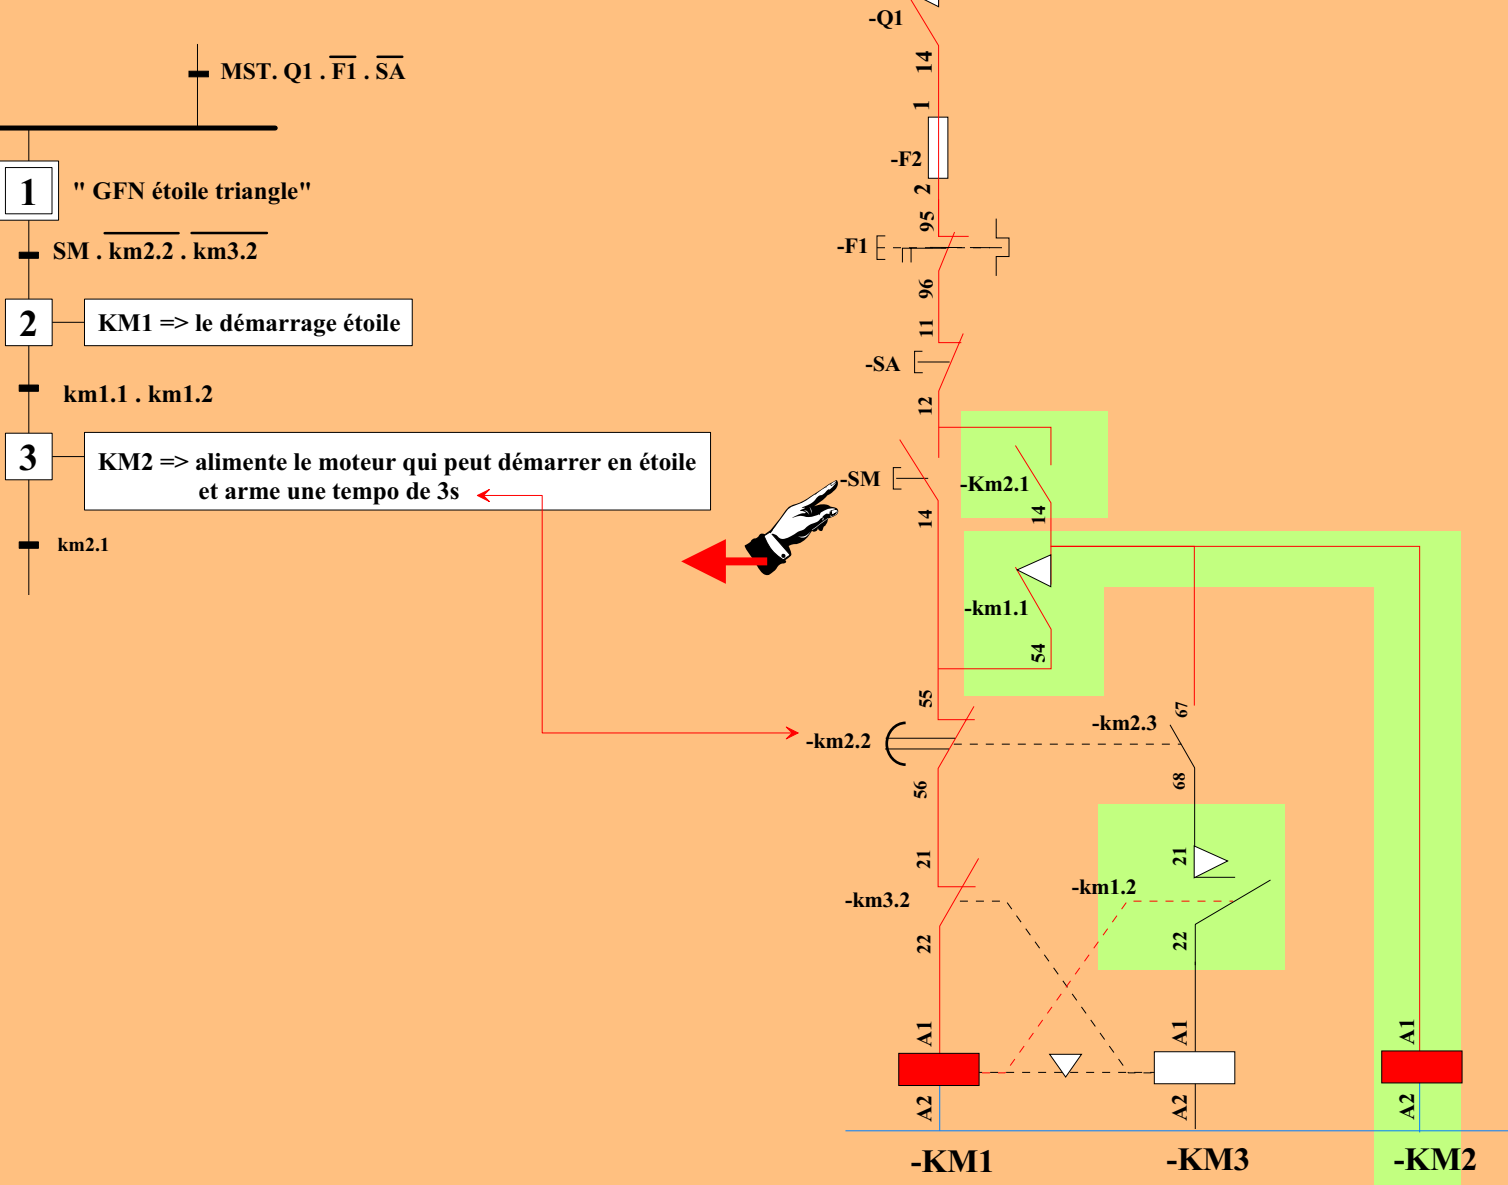 MST. Q1 . F1 . SA
1
" GFN étoile triangle"
SM . km2.2 . km3.2
2
KM1 => le démarrage étoile
km1.1 . km1.2
3
KM2 => alimente le moteur qui peut démarrer en étoile
et arme une tempo de 3s
km2.1
-Q1
14
1
-F2
2
95
-F1
96
11
-SA
12
-SM
14
-Km2.1
14
-km1.1
54
55
-km2.2
56
-km2.3
67
68
21
-km3.2
22
21
-km1.2
22
A1
A2
A1
A2
A1
A2
-KM1
-KM3
-KM2